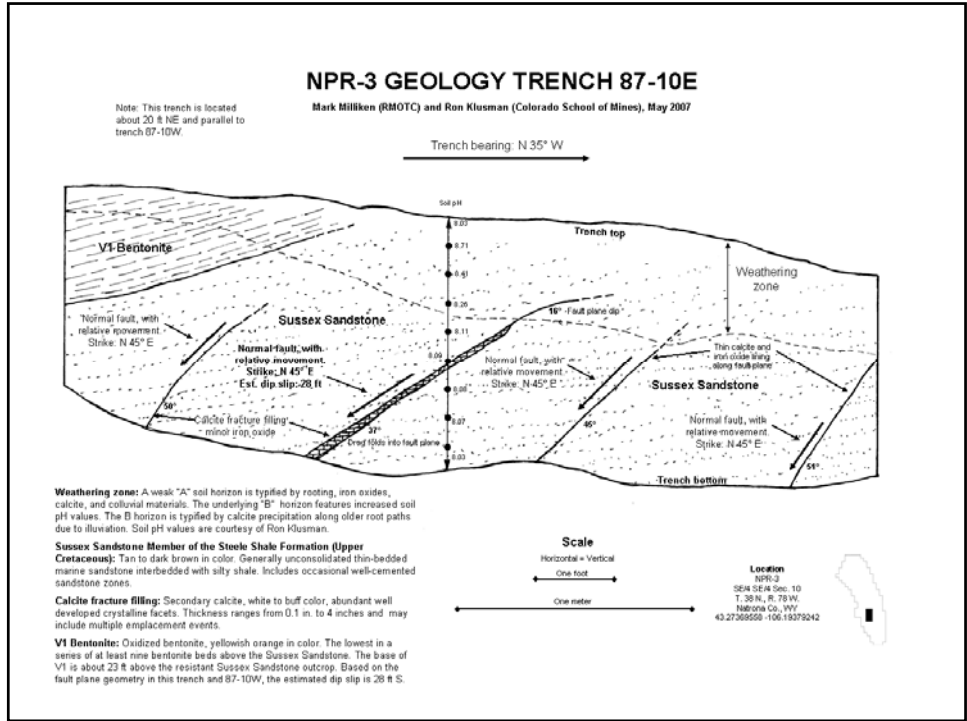 NPR-3 GEOLOGY TRENCH 87-10E
Mark Milliken (RMOTC) and Ron Klusman (Colorado School of Mines), May 2007
Note: This trench is located
about 20 ft NE and parallel to
trench 87-10W.
Trench bearing: N 35° W
Soil pH
8.71
8.41
8.26
8.11
8.07
8.03
Trench top
V1 Bentonite
Weathering
zone
16° -Fault plane dip
Normal fault, with
relative movement.
Strike: N 45° E
Sussex Sandstone
Normal fault, with
relative movement.
Strike: N 45° E
Est. dip slip: 28 ft
Normal fault, with
relative movement
Strike: N 45° E
Thin calcite and
iron oxide lining
along fault plane
Sussex Sandstone
50°
Calcite fracture filling
minor iron oxide
37°
Drag folds into fault plane
45°
Normal fault, with
relative movement
Strike: N 45° E
51°
Trench bottom
Weathering zone: A weak "A" soil horizon is typified by rooting, iron oxides,
calcite, and colluvial materials. The underlying "B" horizon features increased soil
pH values. The B horizon is typified by calcite precipitation along older root paths
due to illuviation. Soil pH values are courtesy of Ron Klusman.
Sussex Sandstone Member of the Steele Shale Formation (Upper
Cretaceous): Tan to dark brown in color. Generally unconsolidated thin-bedded
marine sandstone interbedded with silty shale. Includes occasional well-cemented
sandstone zones.
Calcite fracture filling: Secondary calcite, white to buff color, abundant well
developed crystalline facets. Thickness ranges from 0.1 in. to 4 inches and may
include multiple emplacement events.
V1 Bentonite: Oxidized bentonite, yellowish orange in color. The lowest in a
series of at least nine bentonite beds above the Sussex Sandstone. The base of
V1 is about 23 ft above the resistant Sussex Sandstone outcrop. Based on the
fault plane geometry in this trench and 87-10W, the estimated dip slip is 28 ft S.
Scale
Horizontal = Vertical
One foot
One meter
Location
NPR-3
SE/4 SE/4 Sec. 10
T. 38 N., R. 78 W.
Natrona Co., WY
43.27369558 -106.19379242